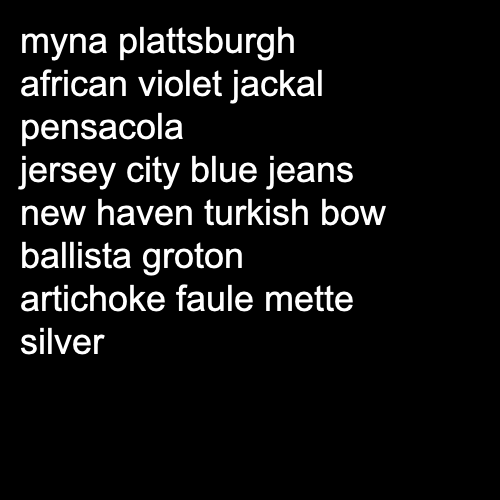 myna plattsburgh
african violet jackal
pensacola
jersey city blue jeans
new haven turkish bow
ballista groton
artichoke faule mette
silver